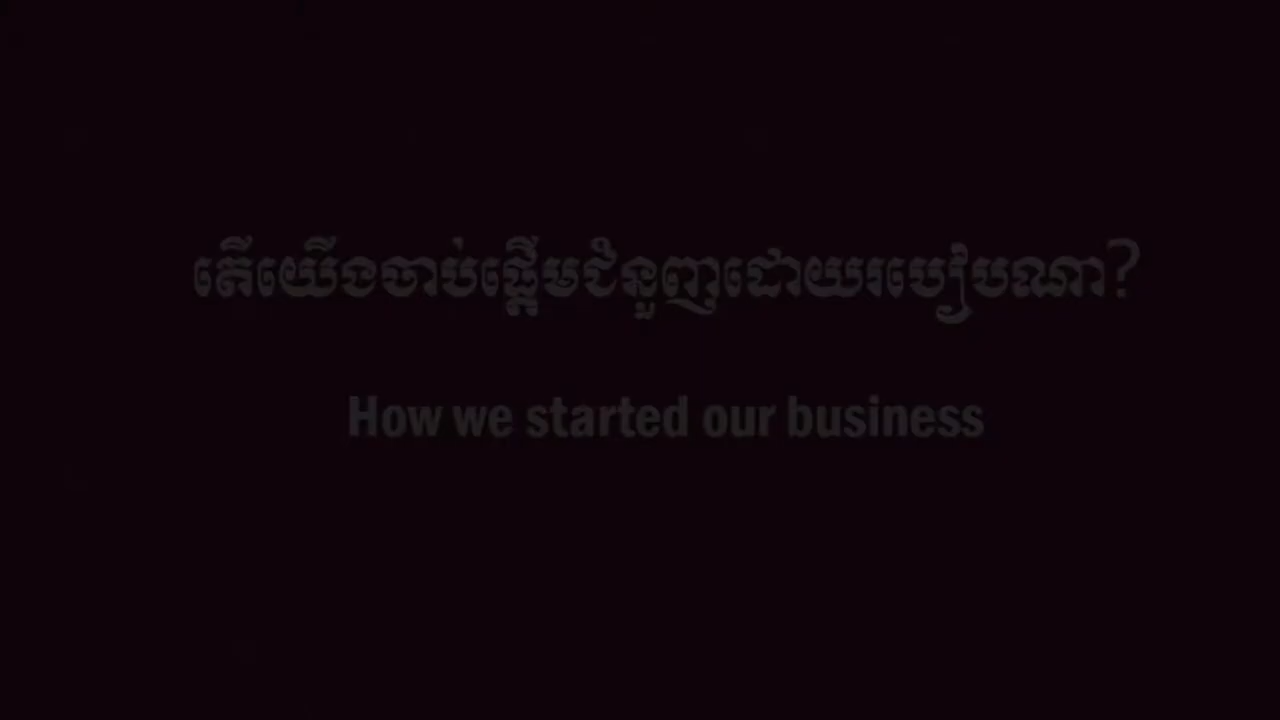 តើយើងចាប់ផ្ដើមជំនួញដោយរបៀបណា?
How we started our business